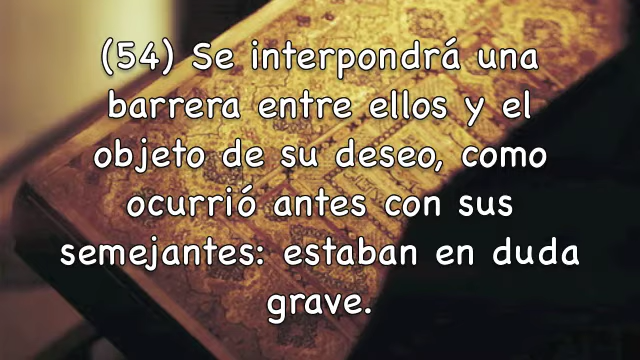 (54) Se interpondrá una
barrera entre ellos y el
objeto de su deseo, como
ocurrió antes con sus
semejantes: estaban en duda
grave.